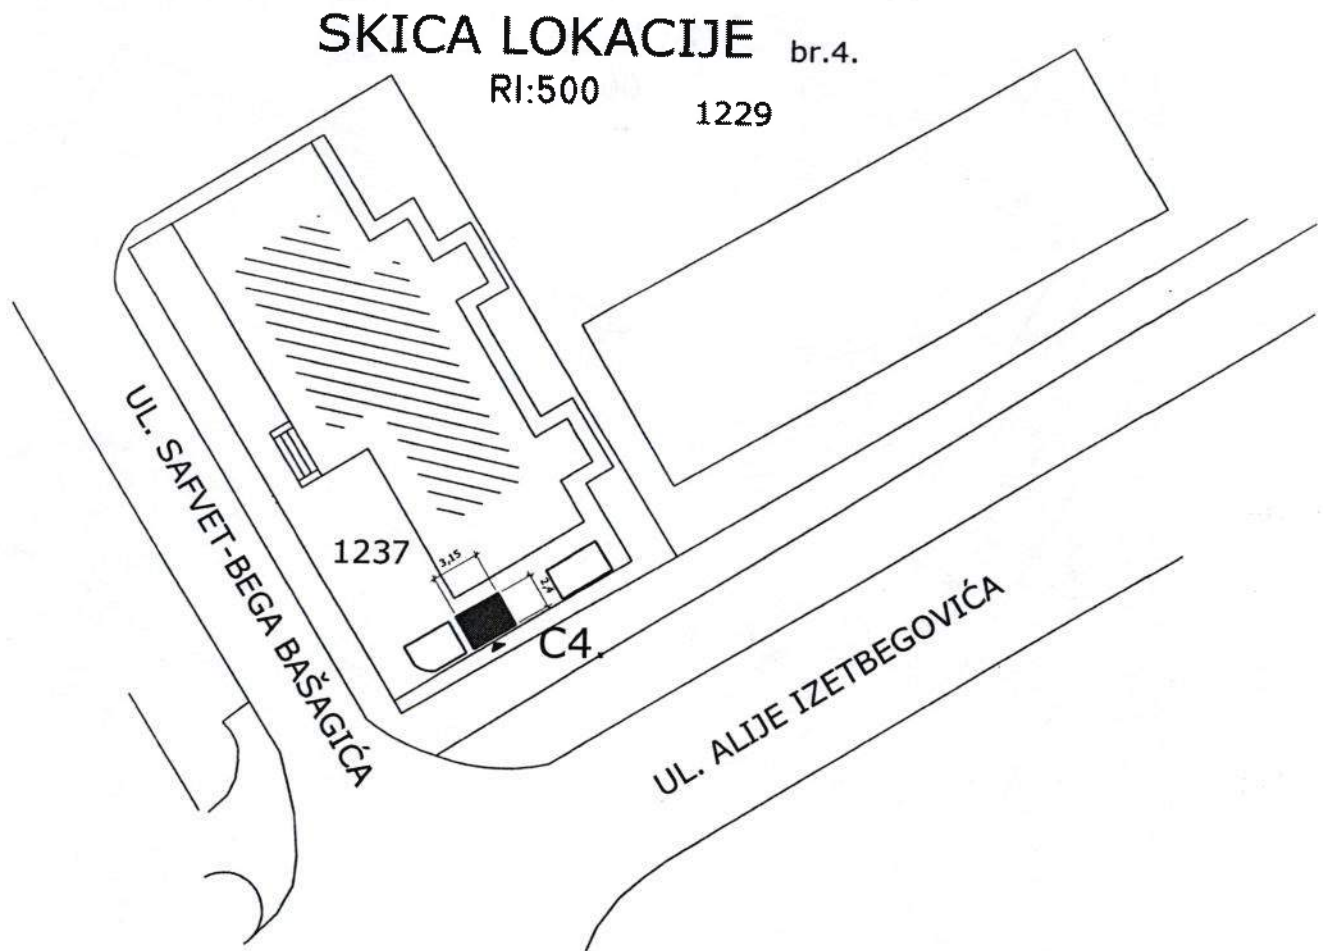 SKICA LOKACIJE br.4.
RI:500
1229
UL. SAFVET-BEGA BAŠAGIĆA
1237
3,15
2,4
C4.
UL. ALIJE IZETBEGOVIĆA